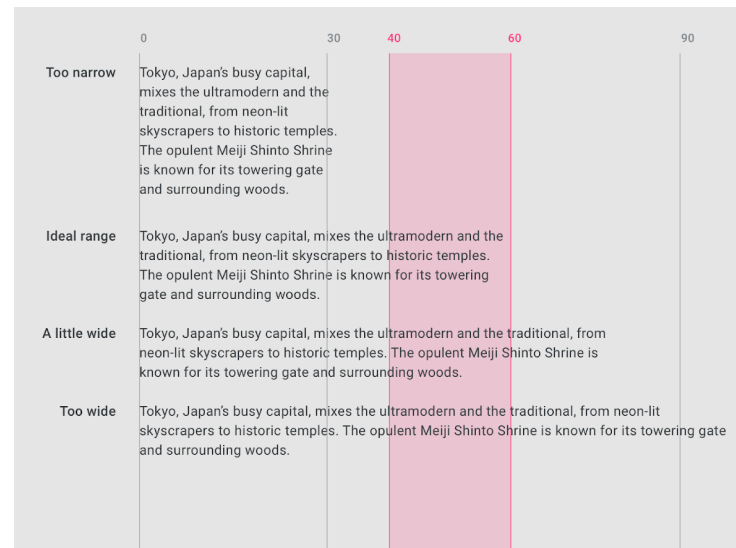 0 30 40 60 90
Too narrow
Tokyo, Japan’s busy capital,
mixes the ultramodern and the
traditional, from neon-lit
skyscrapers to historic temples.
The opulent Meiji Shinto Shrine
is known for its towering gate
and surrounding woods.
Ideal range
Tokyo, Japan’s busy capital, mixes the ultramodern and the
traditional, from neon-lit skyscrapers to historic temples.
The opulent Meiji Shinto Shrine is known for its towering
gate and surrounding woods.
A little wide
Tokyo, Japan’s busy capital, mixes the ultramodern and the traditional, from
neon-lit skyscrapers to historic temples. The opulent Meiji Shinto Shrine is
known for its towering gate and surrounding woods.
Too wide
Tokyo, Japan’s busy capital, mixes the ultramodern and the traditional, from neon-lit
skyscrapers to historic temples. The opulent Meiji Shinto Shrine is known for its towering gate
and surrounding woods.